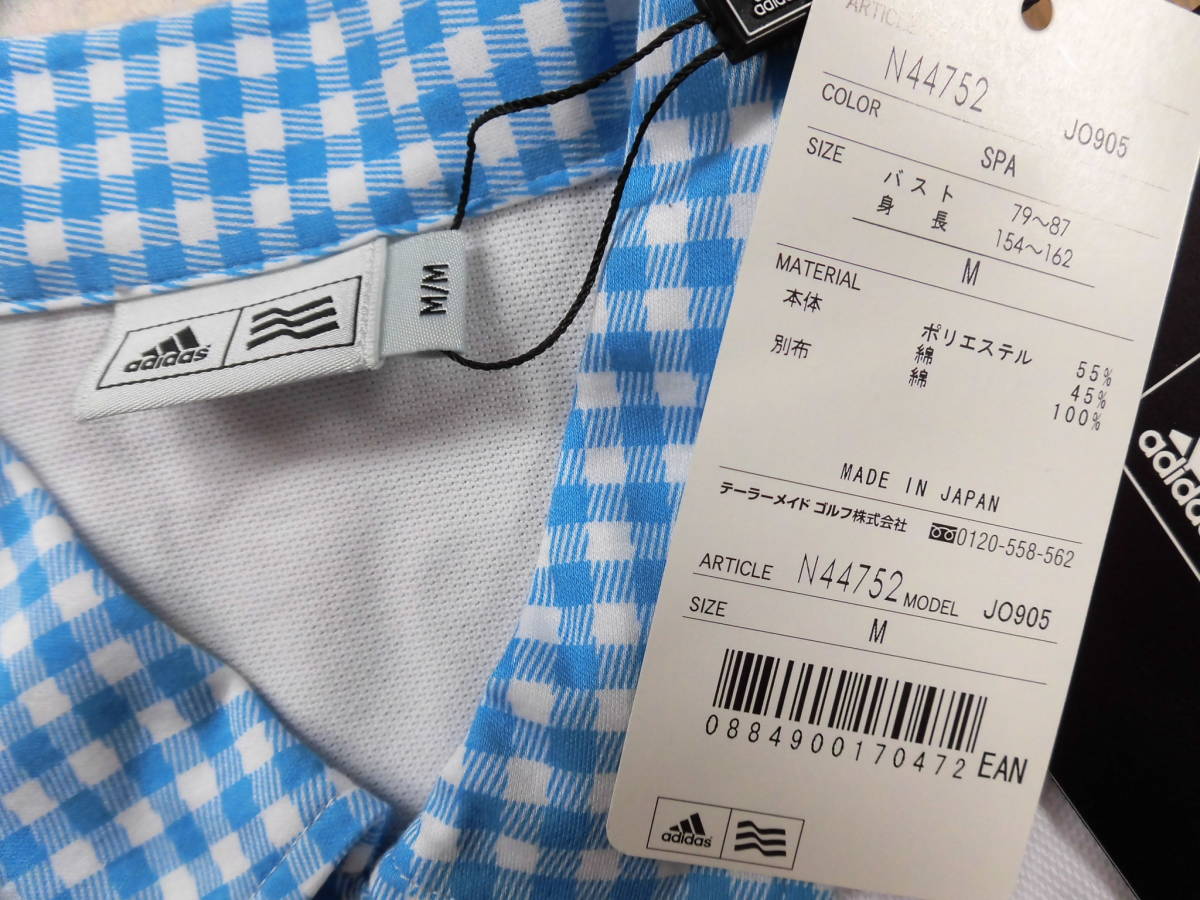 adidas
ARTICLE
N44752
JO905
COLOR
SPA
SIZE
バスト 79〜87
身長 154〜162
M
MATERIAL
本体 ポリエステル 55%
綿 45%
別布 綿 100%
MADE IN JAPAN
テーラーメイド ゴルフ株式会社 0120-558-562
ARTICLE N44752 MODEL JO905
SIZE M
0884900170472 EAN
adidas
adidas
M/M
adidas